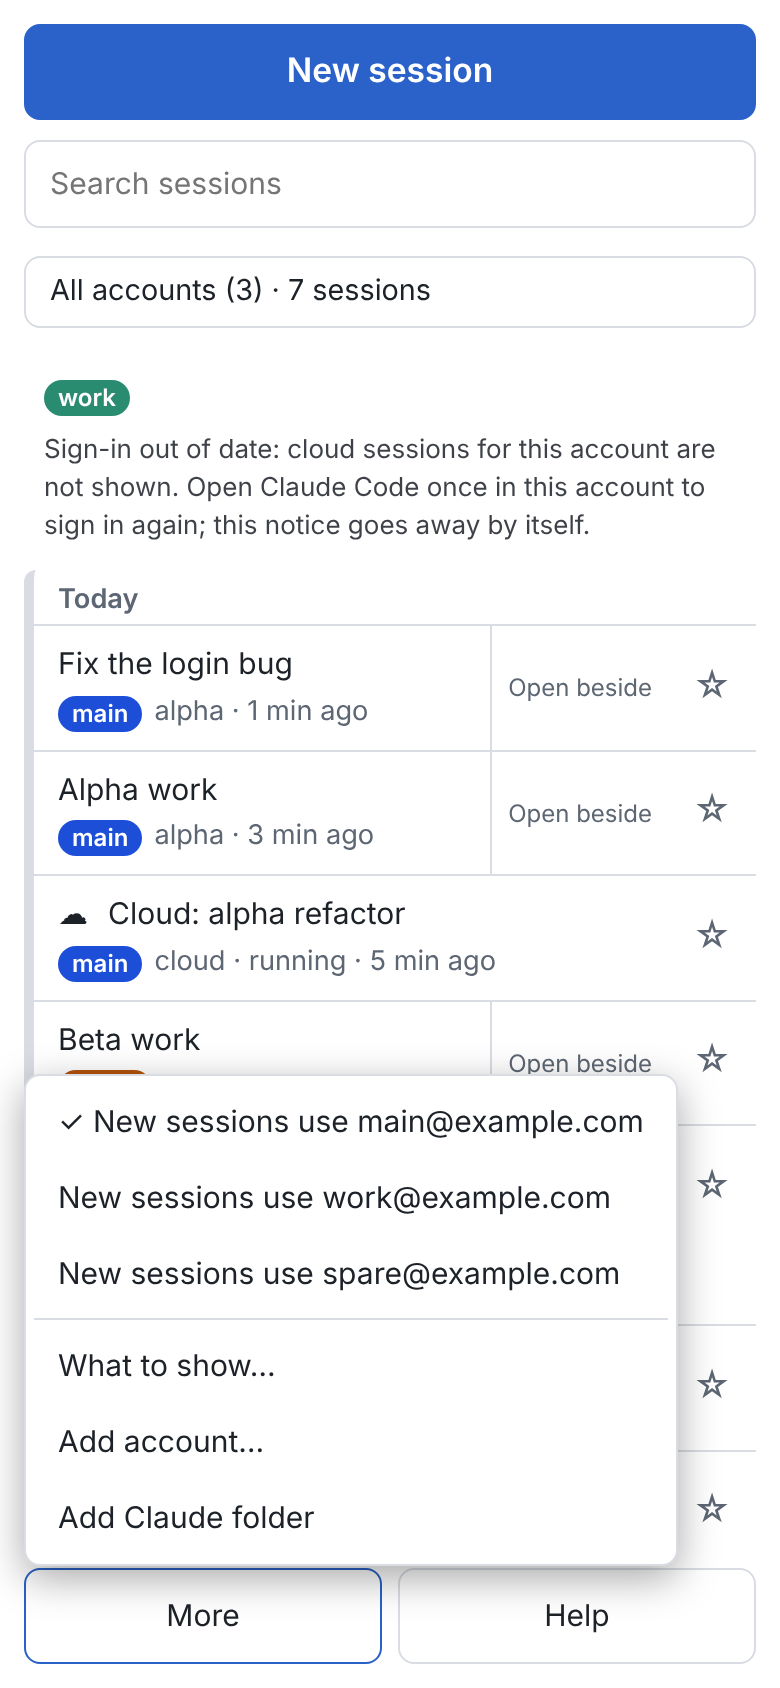 New session
Search sessions
All accounts (3) · 7 sessions
work
Sign-in out of date: cloud sessions for this account are
not shown. Open Claude Code once in this account to
sign in again; this notice goes away by itself.
Today
Fix the login bug
main alpha · 1 min ago
Open beside
Alpha work
main alpha · 3 min ago
Open beside
Cloud: alpha refactor
main cloud · running · 5 min ago
Beta work
Open beside
✓ New sessions use main@example.com
New sessions use work@example.com
New sessions use spare@example.com
What to show...
Add account...
Add Claude folder
More
Help